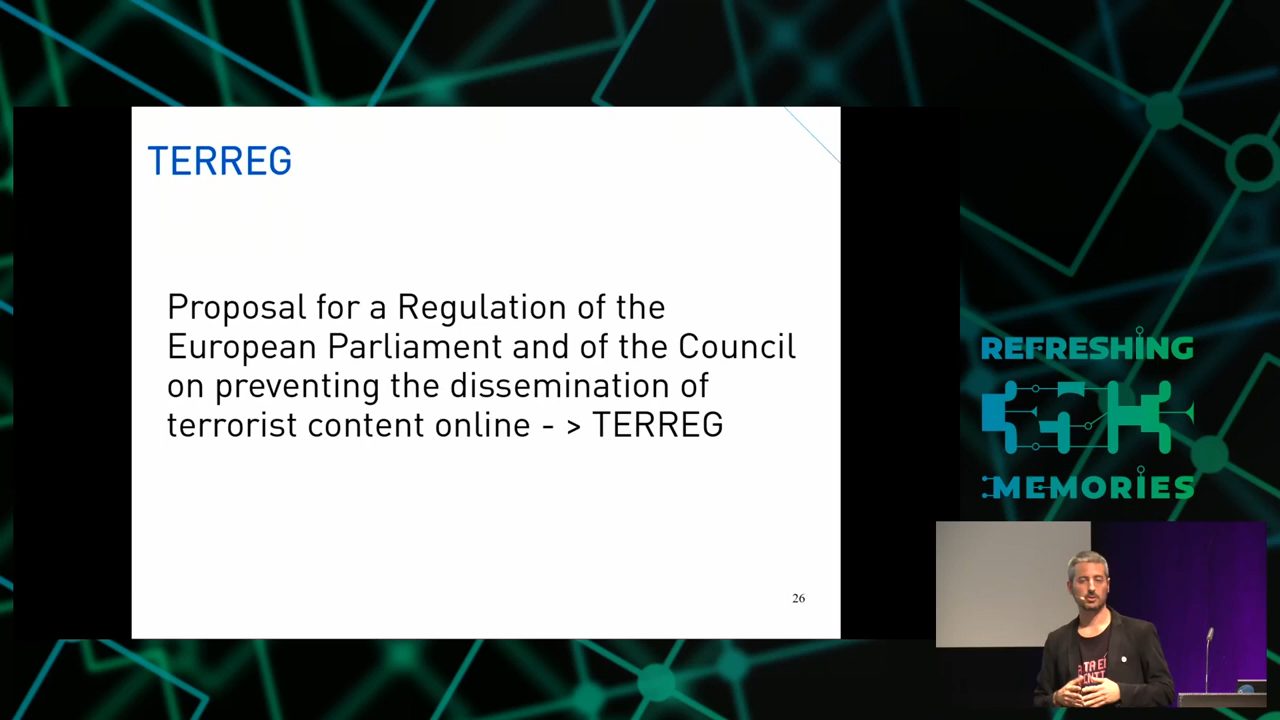 TERREG
Proposal for a Regulation of the
European Parliament and of the Council
on preventing the dissemination of
terrorist content online - > TERREG
26
REFRESHING
MEMORIES